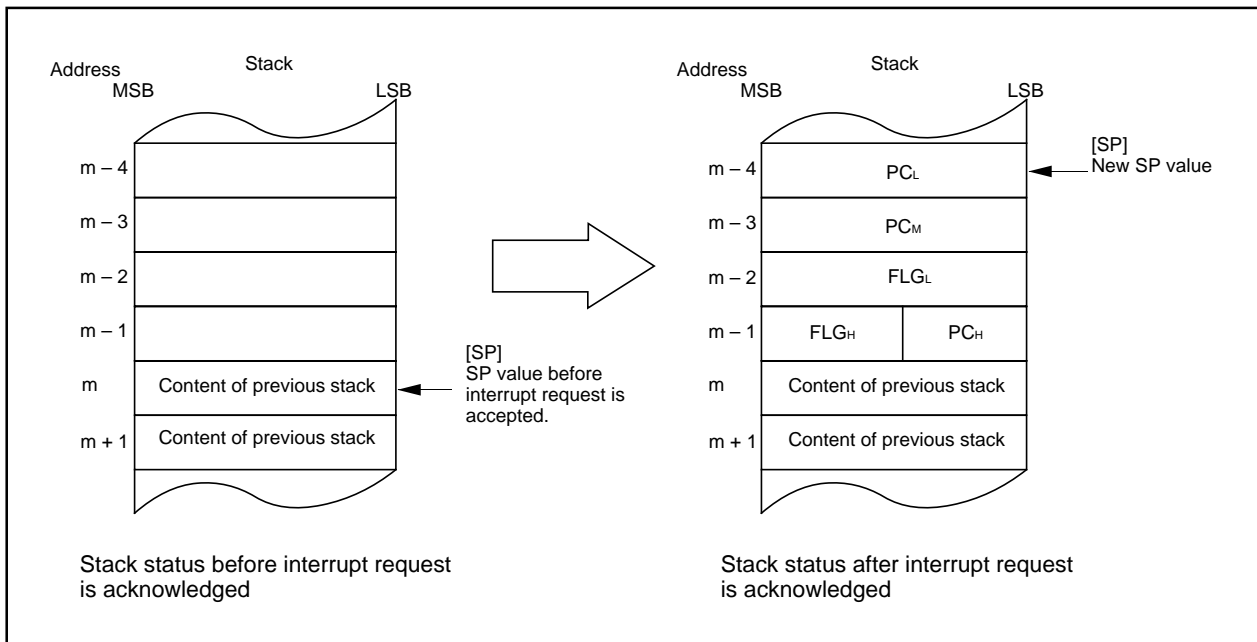 Address
Stack
MSB
LSB
m – 4
m – 3
m – 2
m – 1
m
Content of previous stack
m + 1
Content of previous stack
[SP]
SP value before
interrupt request is
accepted.
Stack status before interrupt request
is acknowledged
Address
Stack
MSB
LSB
m – 4
PCL
[SP]
New SP value
m – 3
PCM
m – 2
FLGL
m – 1
FLGH
PCH
m
Content of previous stack
m + 1
Content of previous stack
Stack status after interrupt request
is acknowledged